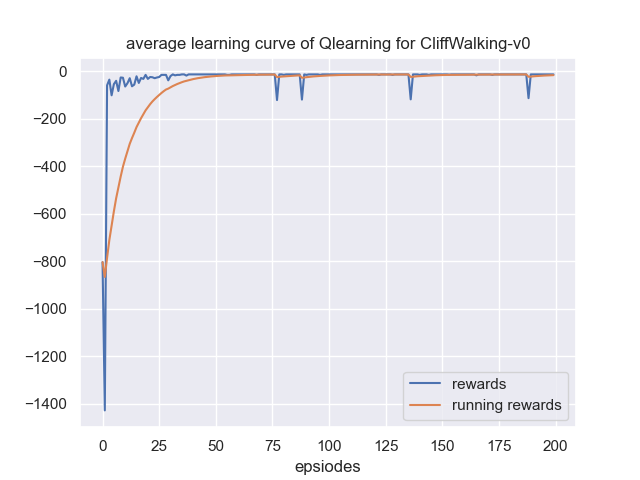 average learning curve of Qlearning for CliffWalking-v0
0
−200
−400
−600
−800
−1000
−1200
−1400
0 25 50 75 100 125 150 175 200
epsiodes
rewards
running rewards